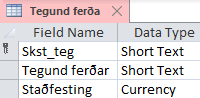 Tegund ferða
Field Name Data Type
Skst_teg Short Text
Tegund ferðar Short Text
Staðfesting Currency